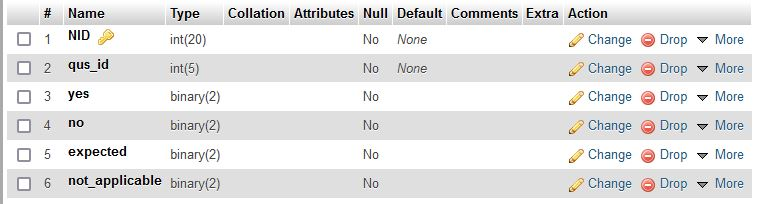 # Name Type Collation Attributes Null Default Comments Extra Action
1 NID int(20) No None Change Drop More
2 qus_id int(5) No None Change Drop More
3 yes binary(2) No Change Drop More
4 no binary(2) No Change Drop More
5 expected binary(2) No Change Drop More
6 not_applicable binary(2) No Change Drop More